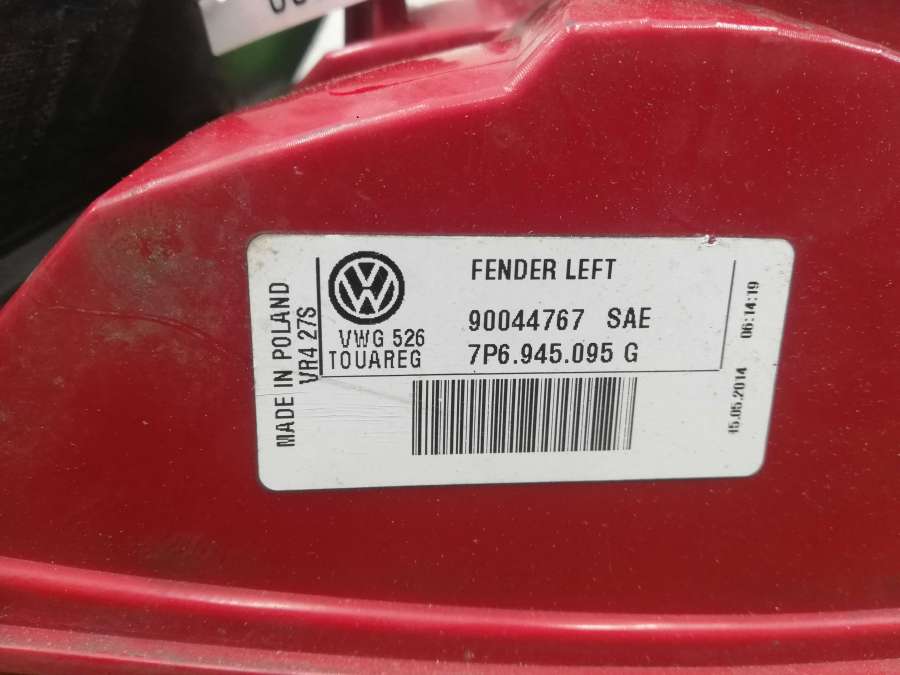 FENDER LEFT
90044767 SAE
7P6.945.095 G
VWG 526
TOUAREG
MADE IN POLAND
VR4 27S
15.05.2014 06:14:19